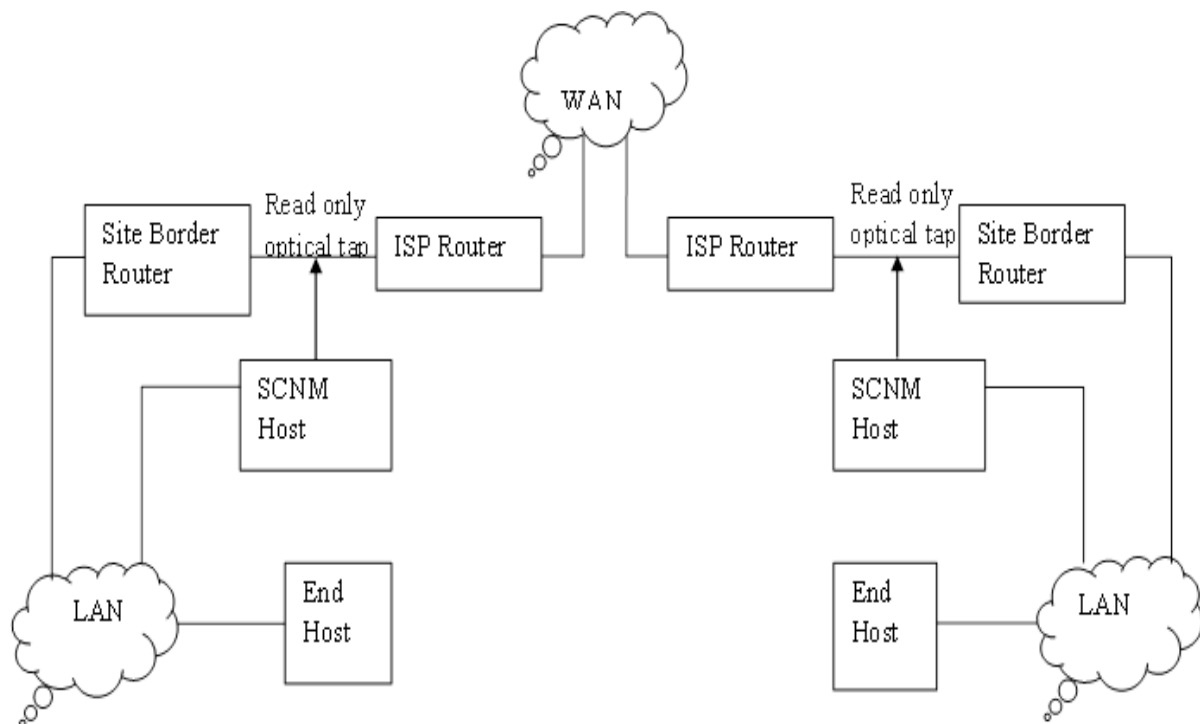 WAN
Read only
optical tap
Site Border
Router
ISP Router
ISP Router
Read only
optical tap
Site Border
Router
SCNM
Host
SCNM
Host
LAN
End
Host
End
Host
LAN